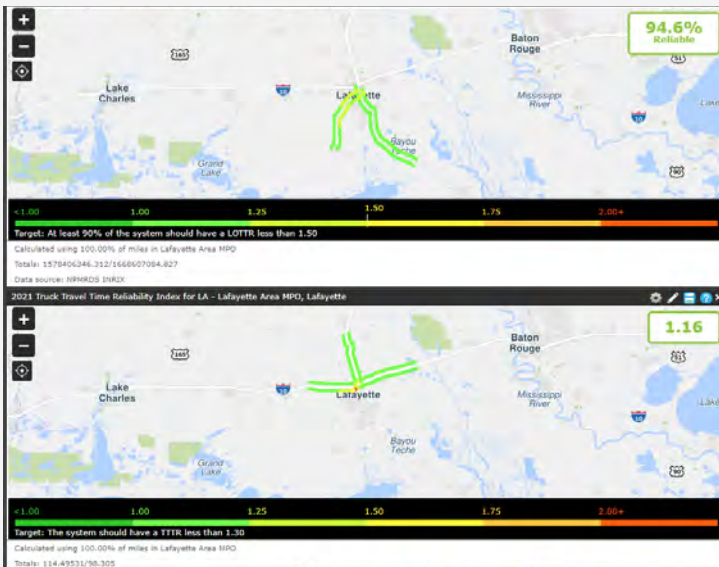 +
94.6%
Reliable
−
165
Baton
Rouge
51
Lake
Charles
10
Lafayette
Mississippi
River
Lake
10
Bayou
Teche
Grand
Lake
90
<1.00 1.00 1.25 1.50 1.75 2.00+
Target: At least 90% of the system should have a LOTTR less than 1.50
Calculated using 100.00% of miles in Lafayette Area MPO
Totals: 1578406346.312/1668607084.827
Data source: NPMRDS INRIX
2021 Truck Travel Time Reliability Index for LA - Lafayette Area MPO, Lafayette
+
1.16
−
165
Baton
Rouge
51
Lake
Charles
10
Lafayette
Mississippi
River
Lake
10
Bayou
Teche
Grand
Lake
90
<1.00 1.00 1.25 1.50 1.75 2.00+
Target: The system should have a TTTR less than 1.30
Calculated using 100.00% of miles in Lafayette Area MPO
Totals: 114.49531/98.305